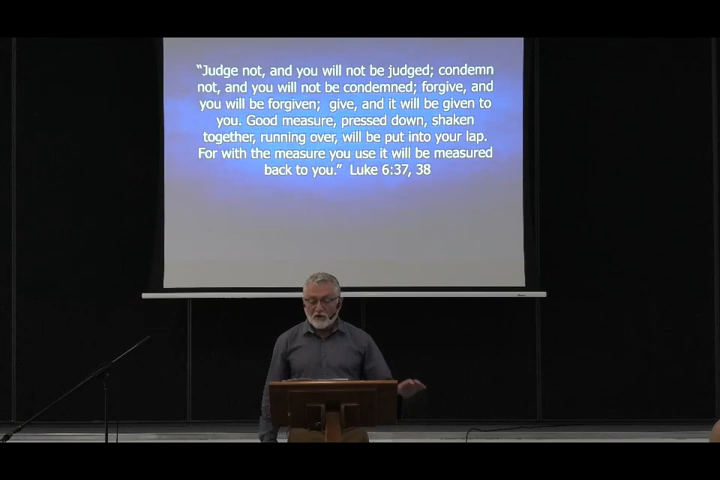 “Judge not, and you will not be judged; condemn
not, and you will not be condemned; forgive, and
you will be forgiven;  give, and it will be given to
you. Good measure, pressed down, shaken
together, running over, will be put into your lap.
For with the measure you use it will be measured
back to you.”  Luke 6:37, 38